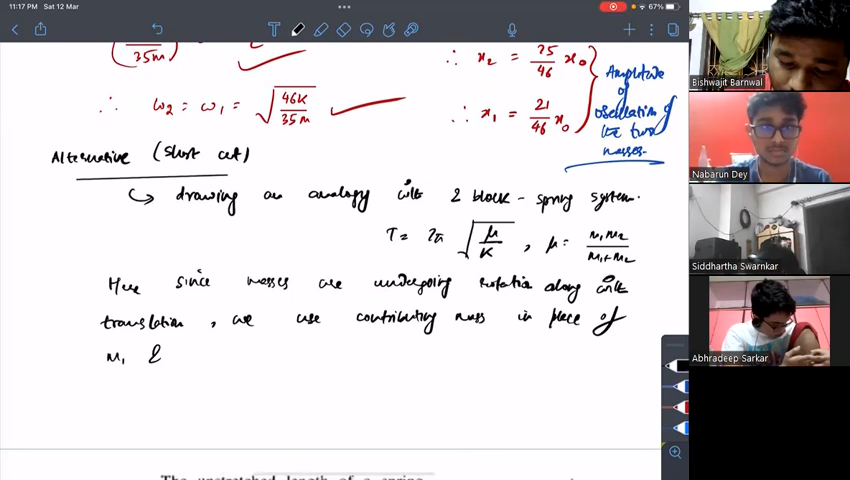 11:17 PM Sat 12 Mar
67%
35m
∴ x₂ = 25/46 x₀
∴ ω₂ = ω₁ = √(46K/35m)
∴ x₁ = 21/46 x₀
Amplitude
of
oscillation of
the two
masses.
Alternative (Short cut)
↳ drawing an analogy with 2 block - spring system.
T = 2π √(μ/K) , μ = m₁m₂/m₁+m₂
Here since masses are undergoing rotation along with
translation, we use contributing mass in place of
m₁ &
The unstretched length of a spring
Bishwajit Barnwal
Nabarun Dey
Siddhartha Swarnkar
Abhradeep Sarkar